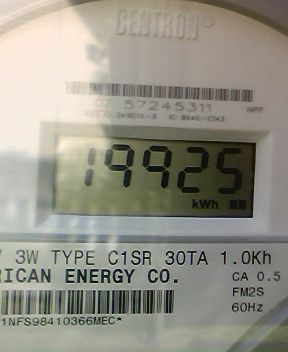 CENTRON
07 57245311 HPP
19925
kWh
3W TYPE C1SR 30TA 1.0Kh
RICAN ENERGY CO.
CA 0.5
FM2S
60Hz
1NFS98410366MEC*